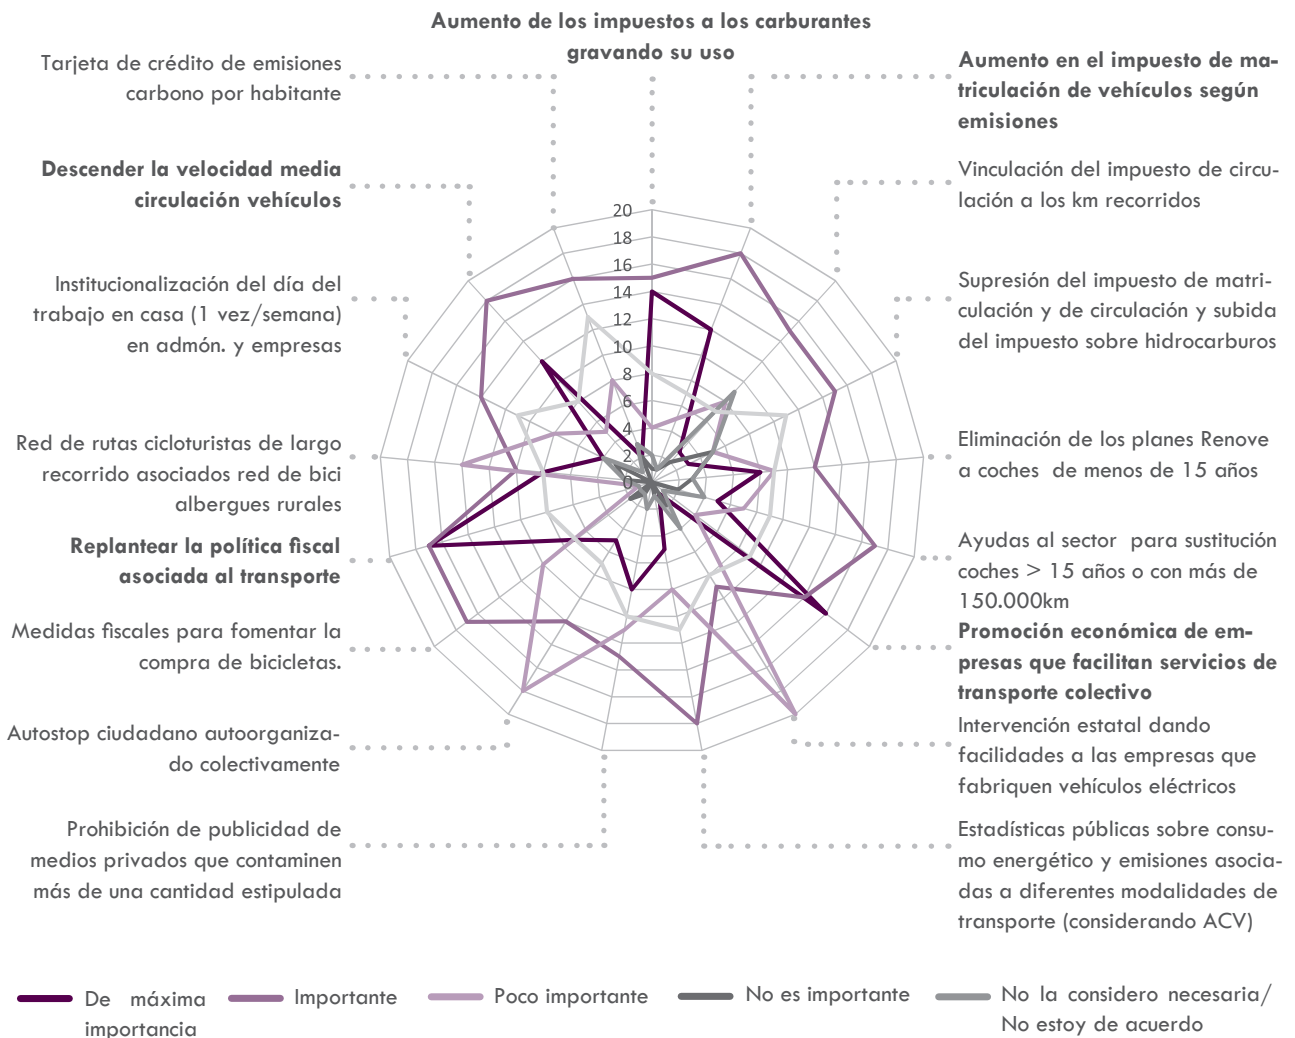 Aumento de los impuestos a los carburantes
gravando su uso
Tarjeta de crédito de emisiones
carbono por habitante
Descender la velocidad media
circulación vehículos
Institucionalización del día del
trabajo en casa (1 vez/semana)
en admón. y empresas
Red de rutas cicloturistas de largo
recorrido asociados red de bici
albergues rurales
Replantear la política fiscal
asociada al transporte
Medidas fiscales para fomentar la
compra de bicicletas.
Autostop ciudadano autoorganiza-
do colectivamente
Prohibición de publicidad de
medios privados que contaminen
más de una cantidad estipulada
20
18
16
14
12
10
8
6
4
2
0
Aumento en el impuesto de ma-
triculación de vehículos según
emisiones
Vinculación del impuesto de circu-
lación a los km recorridos
Supresión del impuesto de matri-
culación y de circulación y subida
del impuesto sobre hidrocarburos
Eliminación de los planes Renove
a coches de menos de 15 años
Ayudas al sector para sustitución
coches > 15 años o con más de
150.000km
Promoción económica de em-
presas que facilitan servicios de
transporte colectivo
Intervención estatal dando
facilidades a las empresas que
fabriquen vehículos eléctricos
Estadísticas públicas sobre consu-
mo energético y emisiones asocia-
das a diferentes modalidades de
transporte (considerando ACV)
De máxima
importancia
Importante
Poco importante
No es importante
No la considero necesaria/
No estoy de acuerdo